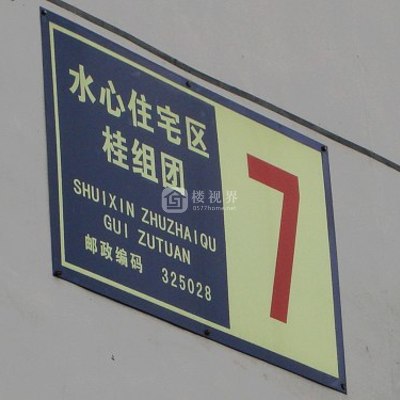 水心住宅区
桂组团
SHUIXIN ZHUZHAIQU
GUI ZUTUAN
邮政编码 325028
7
楼视界
0577home.net